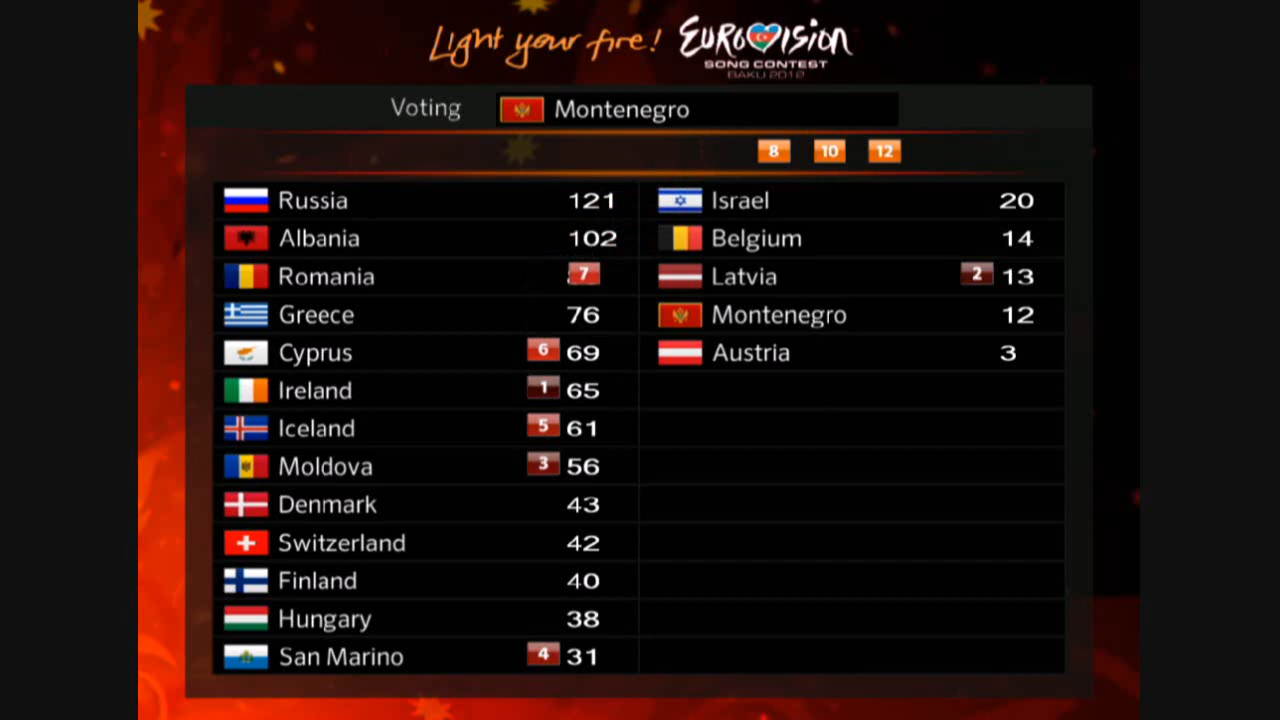 Light your fire! EUROVISION
SONG CONTEST
BAKU 2012
Voting Montenegro
8 10 12
Russia 121 Israel 20
Albania 102 Belgium 14
Romania 7 Latvia 2 13
Greece 76 Montenegro 12
Cyprus 6 69 Austria 3
Ireland 1 65
Iceland 5 61
Moldova 3 56
Denmark 43
Switzerland 42
Finland 40
Hungary 38
San Marino 4 31